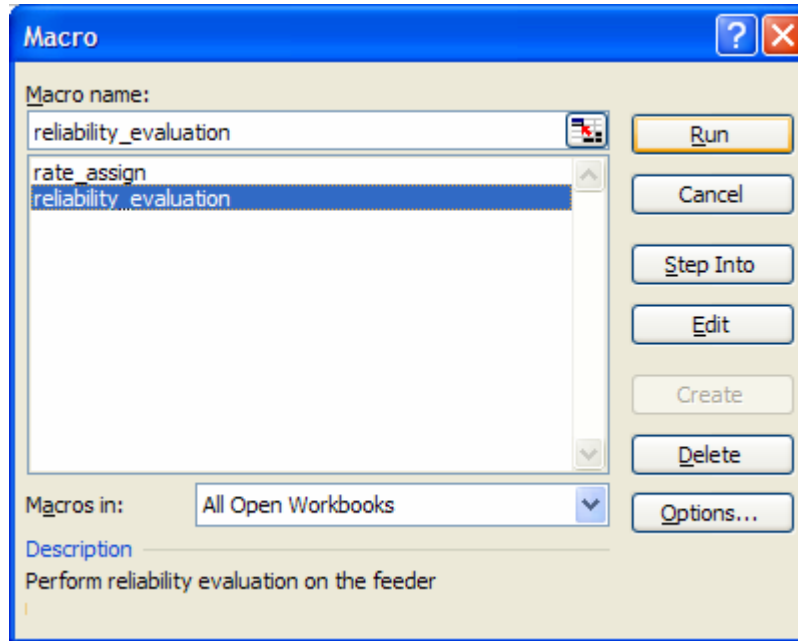 Macro
Macro name:
reliability_evaluation
Run
rate_assign
reliability_evaluation
Cancel
Step Into
Edit
Create
Delete
Macros in:
All Open Workbooks
Options...
Description
Perform reliability evaluation on the feeder